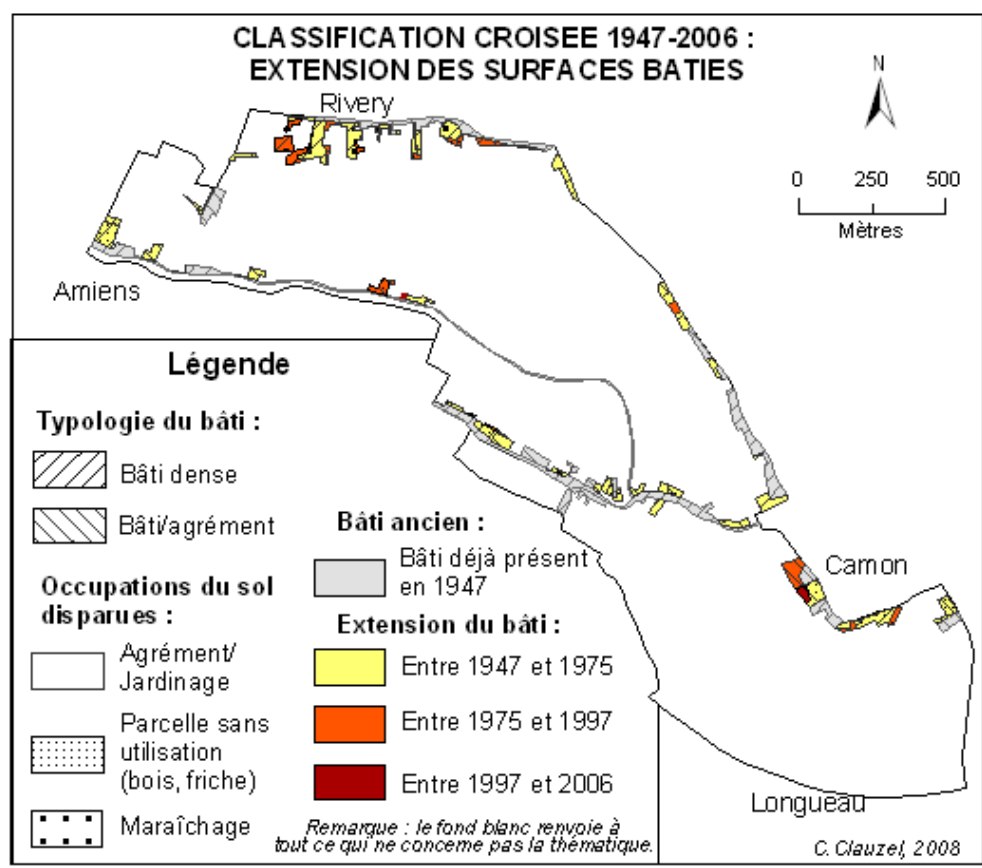 CLASSIFICATION CROISEE 1947-2006 :
EXTENSION DES SURFACES BATIES
Rivery
N
0 250 500
Mètres
Amiens
Camon
Longueau
Légende
Typologie du bâti :
Bâti dense
Bâti/agrément
Occupations du sol
disparues :
Agrément/
Jardinage
Parcelle sans
utilisation
(bois, friche)
Maraîchage
Bâti ancien :
Bâti déjà présent
en 1947
Extension du bâti :
Entre 1947 et 1975
Entre 1975 et 1997
Entre 1997 et 2006
Remarque : le fond blanc renvoie à
tout ce qui ne concerne pas la thématique.
C. Clauzel, 2008